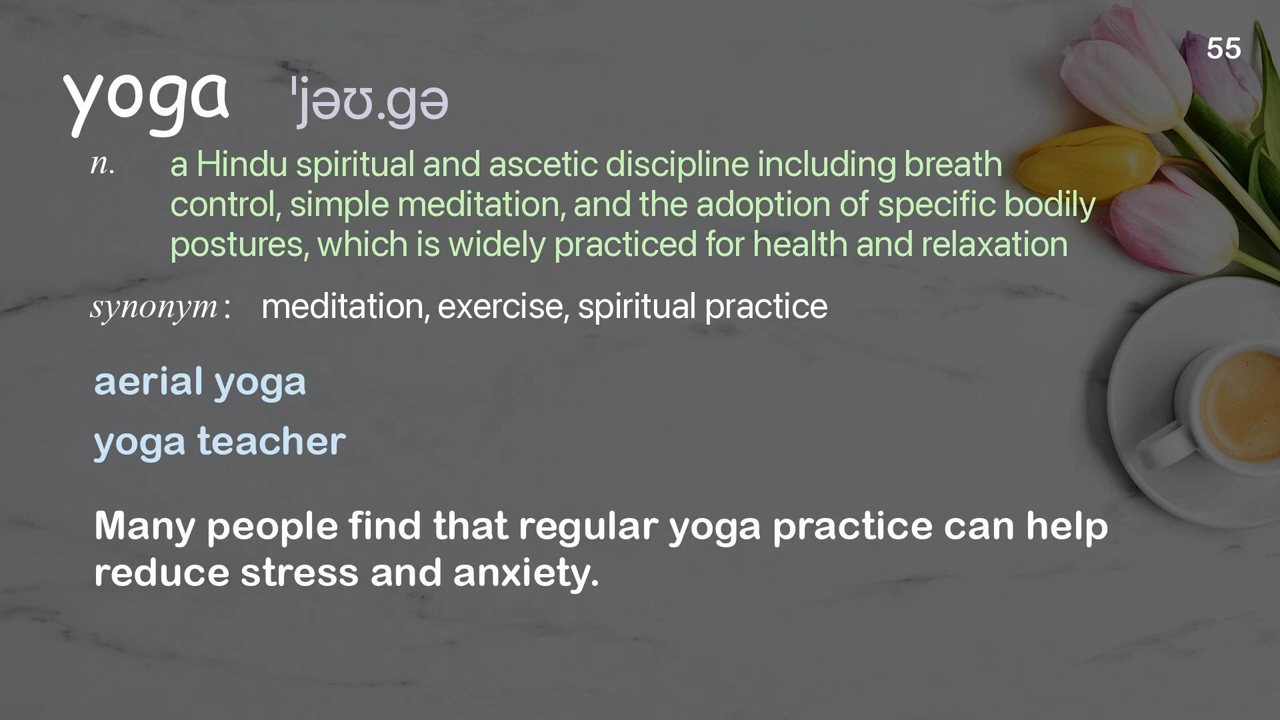 55
yoga ˈjəʊ.gə
n. a Hindu spiritual and ascetic discipline including breath
control, simple meditation, and the adoption of specific bodily
postures, which is widely practiced for health and relaxation
synonym: meditation, exercise, spiritual practice
aerial yoga
yoga teacher
Many people find that regular yoga practice can help
reduce stress and anxiety.